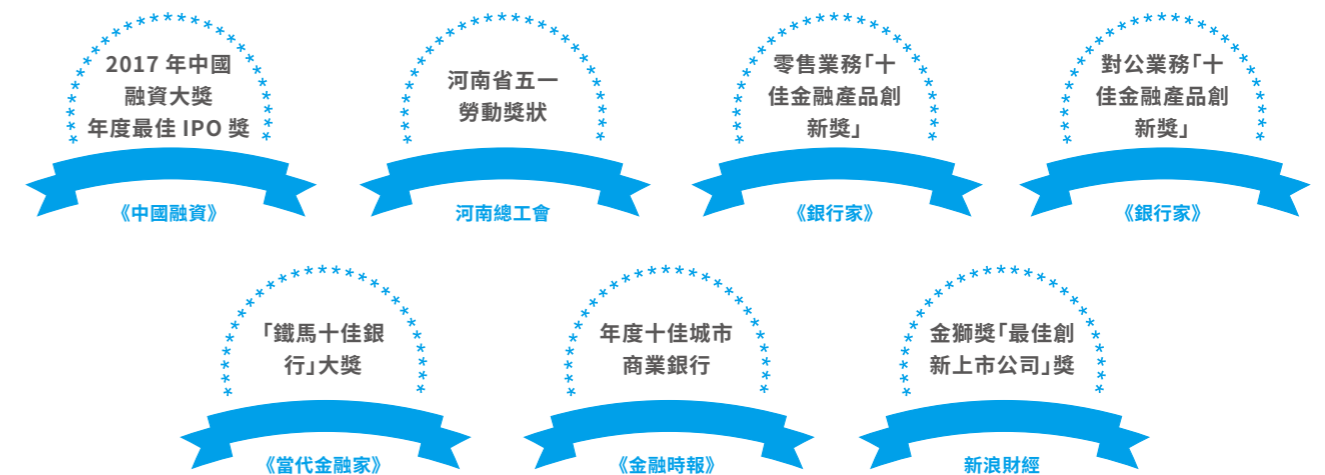 2017 年中國
融資大獎
年度最佳 IPO 獎
《中國融資》
河南省五一
勞動獎狀
河南總工會
零售業務「十
佳金融產品創
新獎」
《銀行家》
對公業務「十
佳金融產品創
新獎」
《銀行家》
「鐵馬十佳銀
行」大獎
《當代金融家》
年度十佳城市
商業銀行
《金融時報》
金獅獎「最佳創
新上市公司」獎
新浪財經